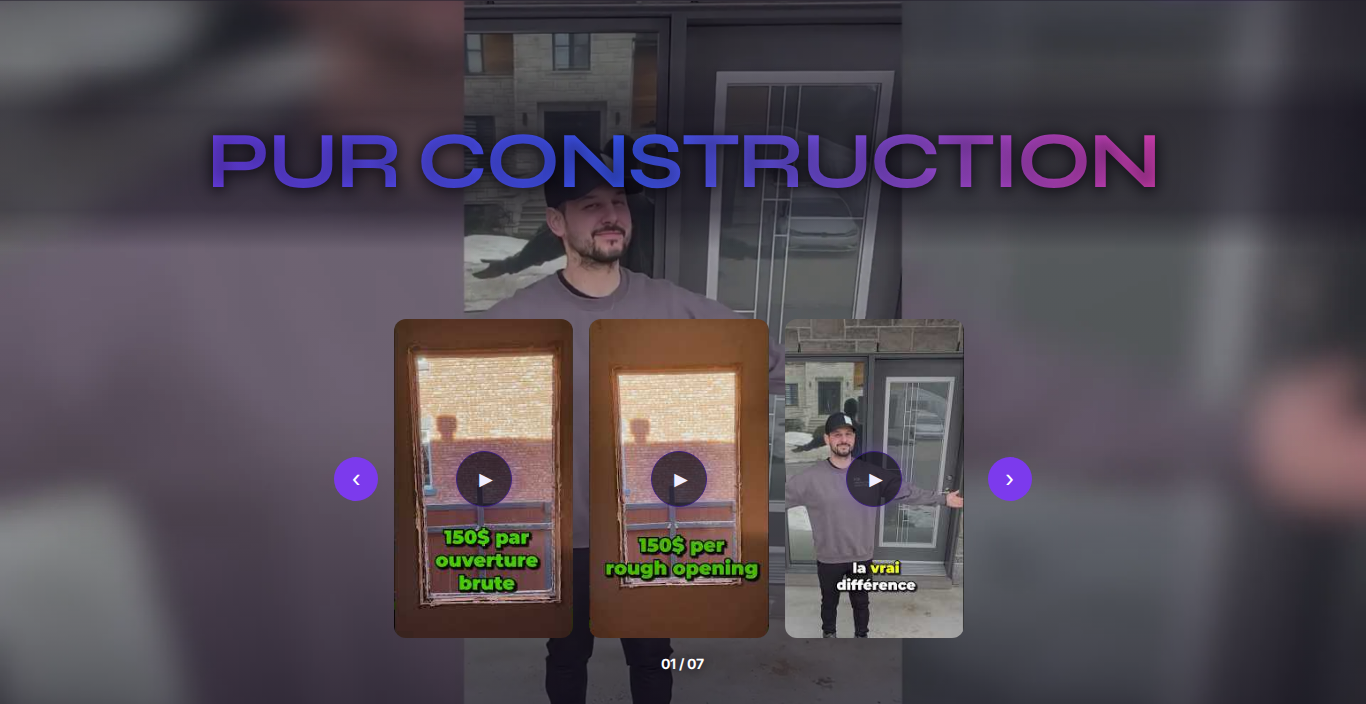 PUR CONSTRUCTION
150$ par
ouverture
brute
150$ per
rough opening
la vrai
différence
01 / 07